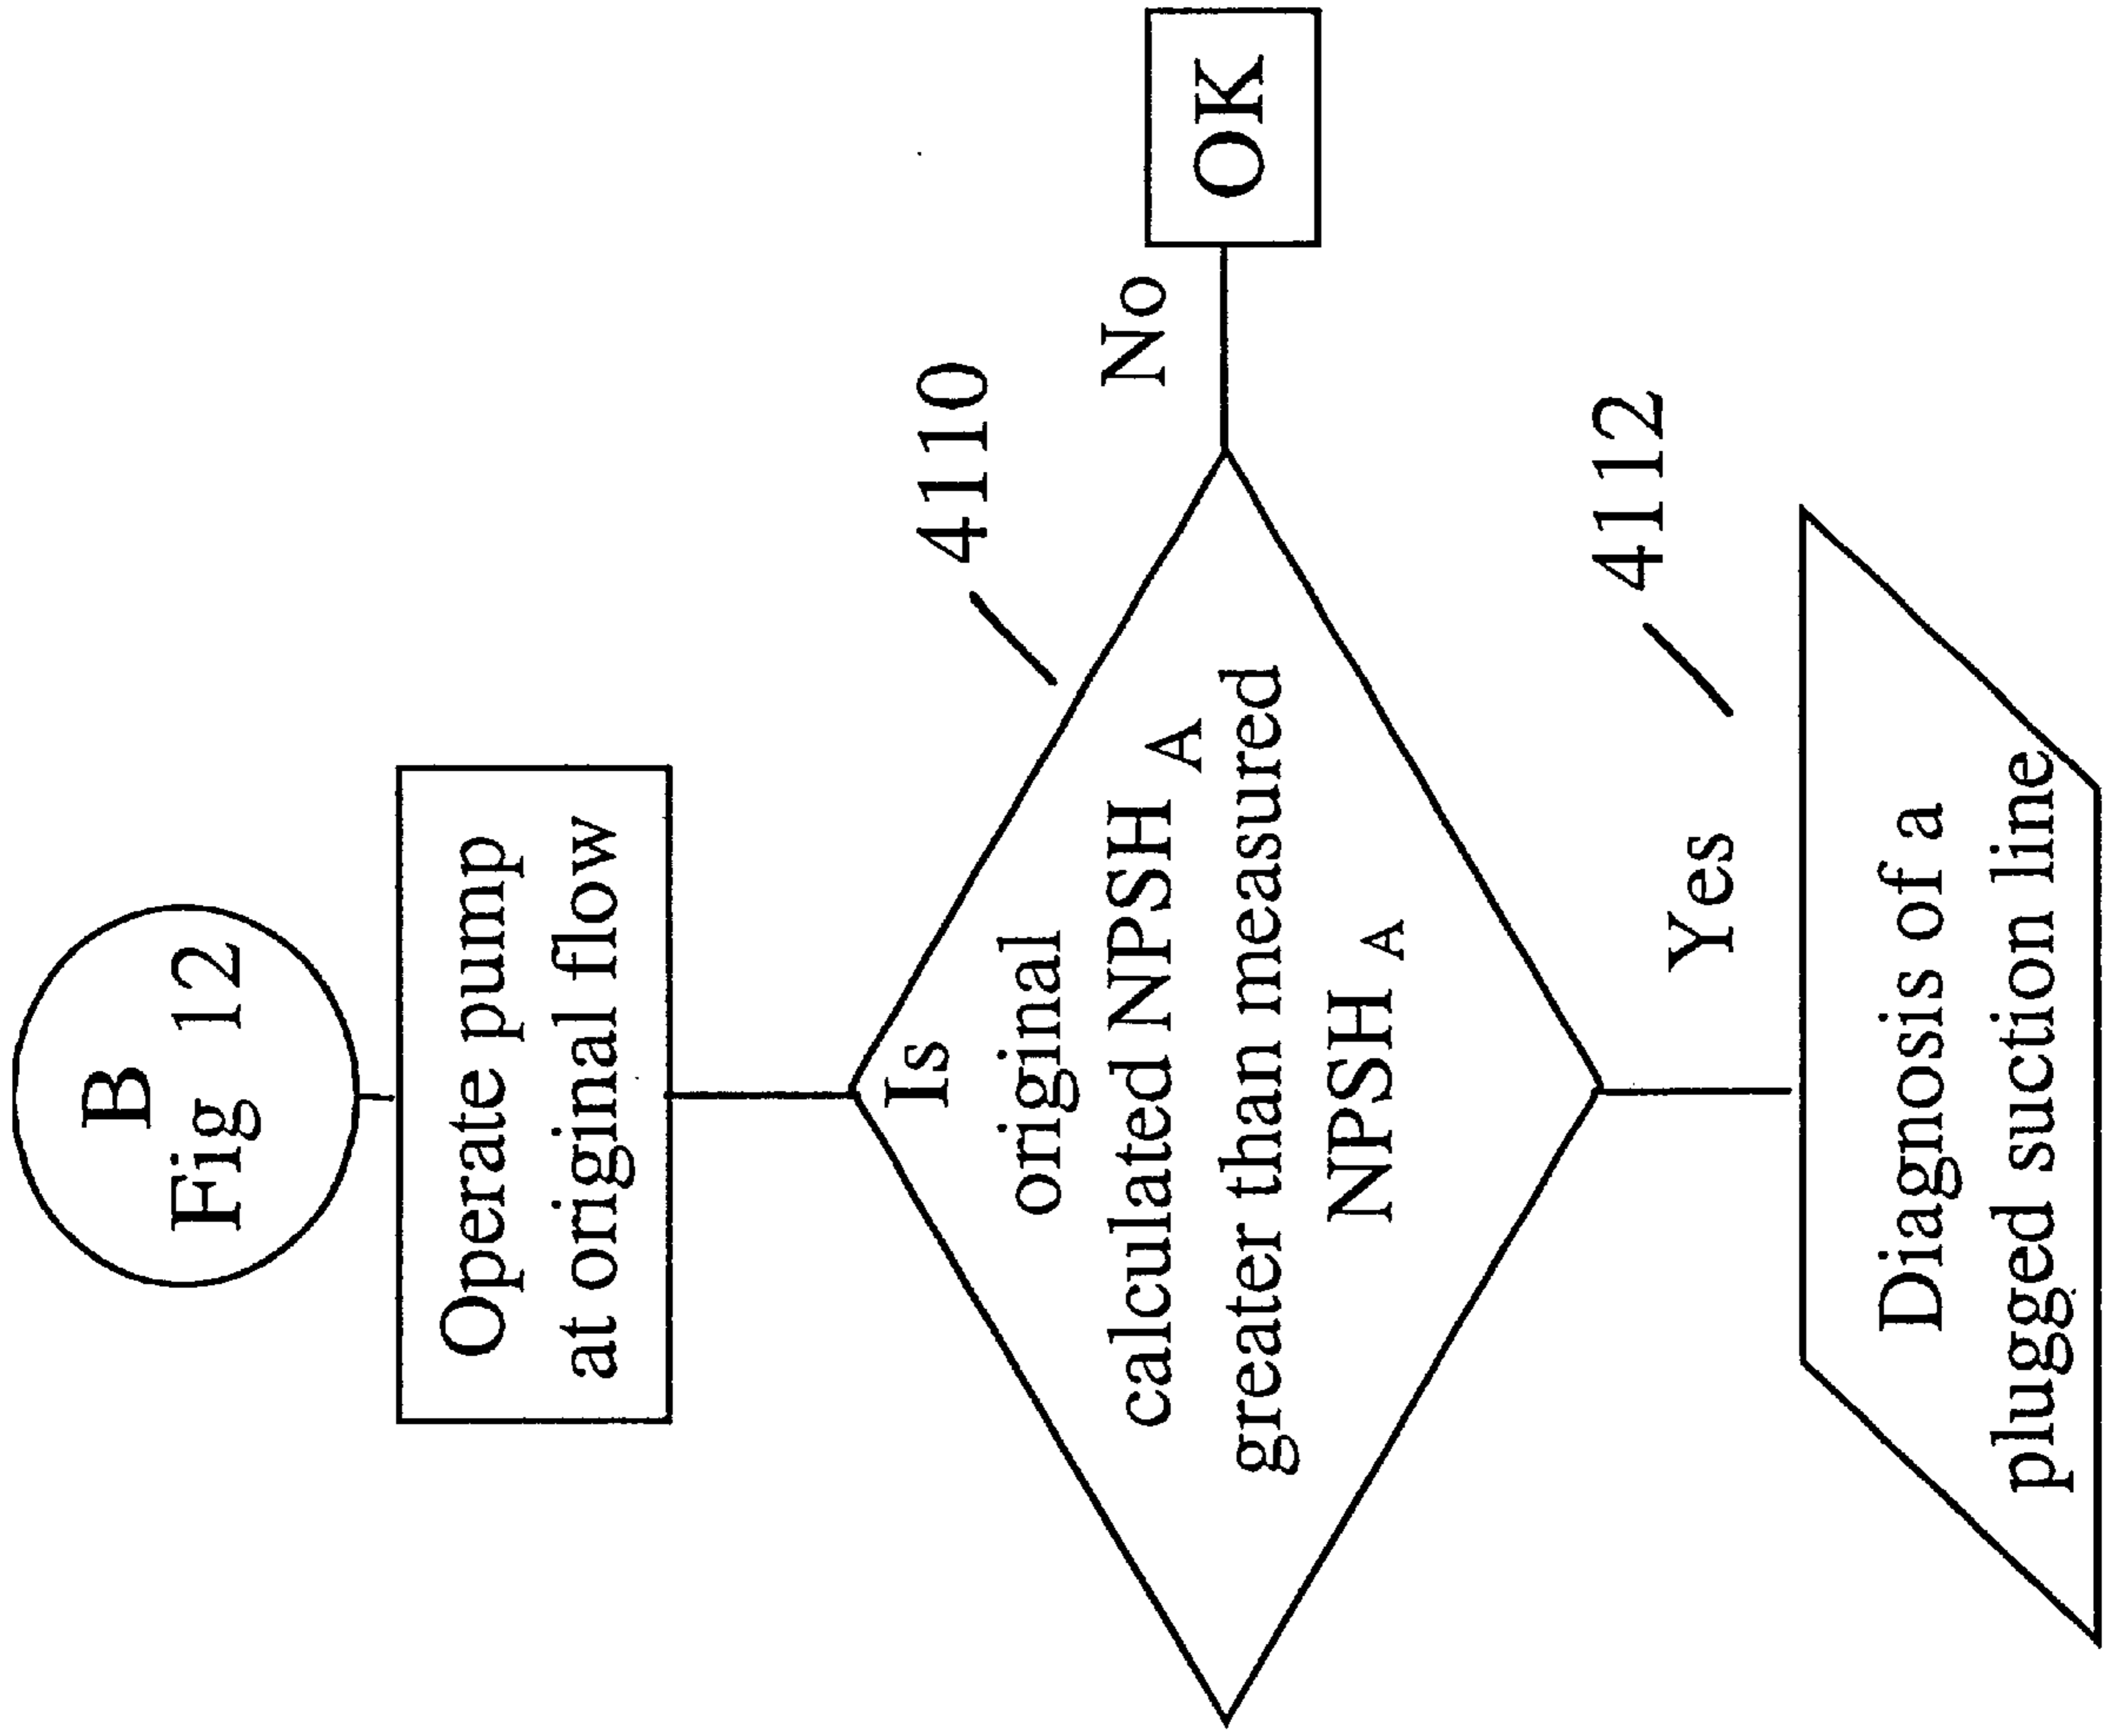 B
Fig 12
Operate pump
at original flow
4110
Is
original
calculated NPSH A
greater than measured
NPSH A
No
OK
Yes
4112
Diagnosis of a
plugged suction line